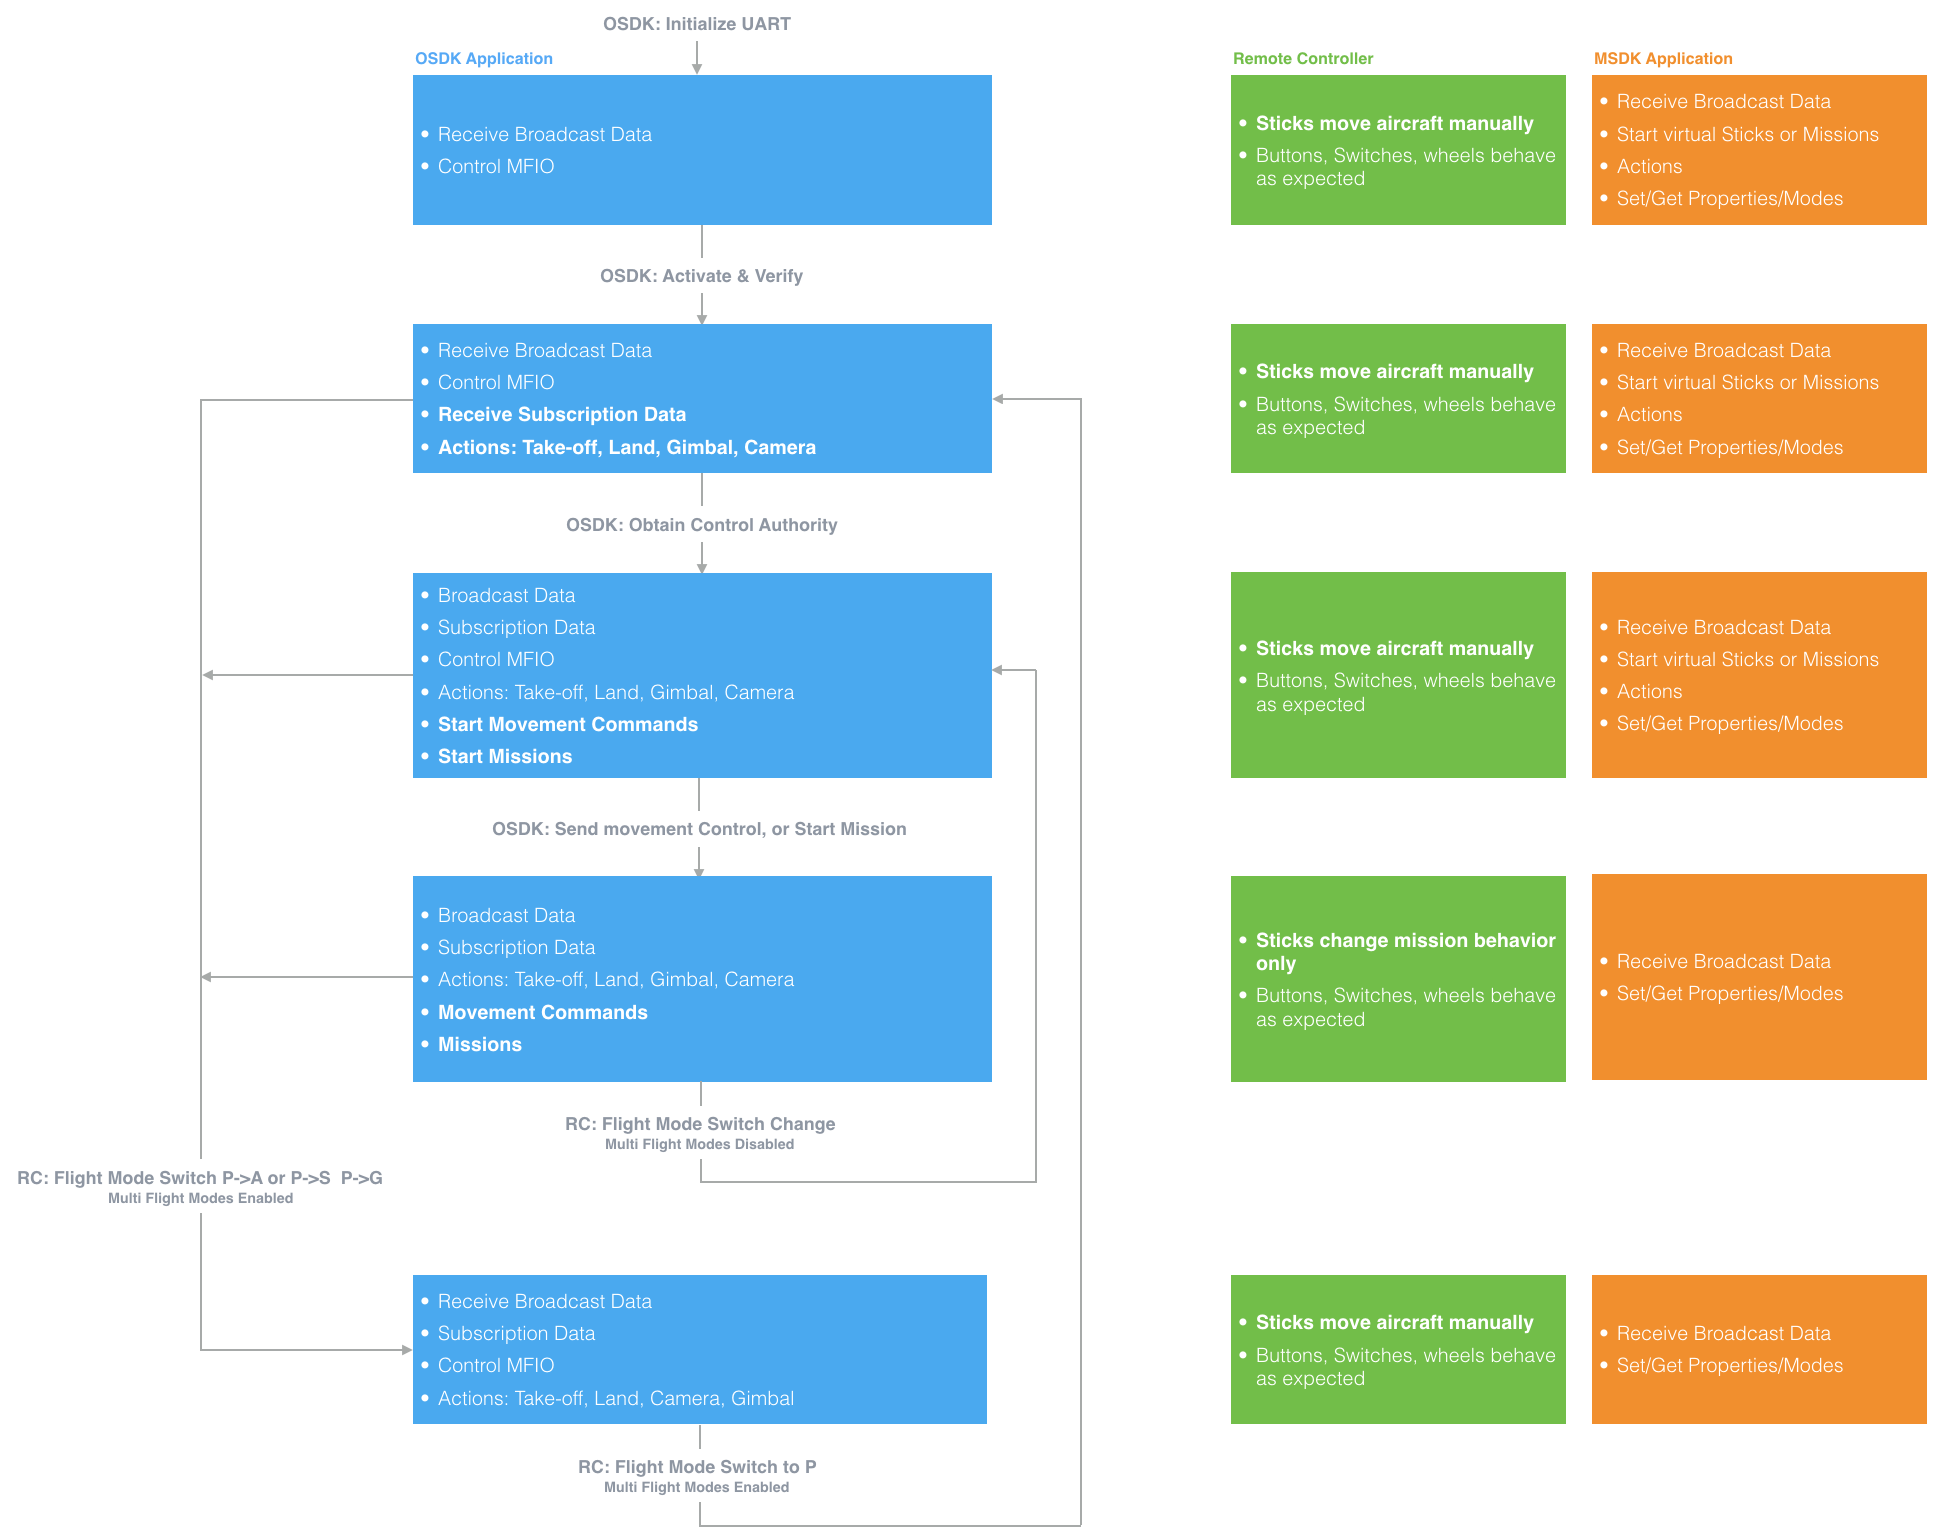 OSDK: Initialize UART
OSDK Application
Remote Controller
MSDK Application
• Receive Broadcast Data
• Control MFIO
• Sticks move aircraft manually
• Buttons, Switches, wheels behave
as expected
• Receive Broadcast Data
• Start virtual Sticks or Missions
• Actions
• Set/Get Properties/Modes
OSDK: Activate & Verify
• Receive Broadcast Data
• Control MFIO
• Receive Subscription Data
• Actions: Take-off, Land, Gimbal, Camera
• Sticks move aircraft manually
• Buttons, Switches, wheels behave
as expected
• Receive Broadcast Data
• Start virtual Sticks or Missions
• Actions
• Set/Get Properties/Modes
OSDK: Obtain Control Authority
• Broadcast Data
• Subscription Data
• Control MFIO
• Actions: Take-off, Land, Gimbal, Camera
• Start Movement Commands
• Start Missions
• Sticks move aircraft manually
• Buttons, Switches, wheels behave
as expected
• Receive Broadcast Data
• Start virtual Sticks or Missions
• Actions
• Set/Get Properties/Modes
OSDK: Send movement Control, or Start Mission
• Broadcast Data
• Subscription Data
• Actions: Take-off, Land, Gimbal, Camera
• Movement Commands
• Missions
• Sticks change mission behavior
only
• Buttons, Switches, wheels behave
as expected
• Receive Broadcast Data
• Set/Get Properties/Modes
RC: Flight Mode Switch Change
Multi Flight Modes Disabled
RC: Flight Mode Switch P->A or P->S  P->G
Multi Flight Modes Enabled
• Receive Broadcast Data
• Subscription Data
• Control MFIO
• Actions: Take-off, Land, Camera, Gimbal
• Sticks move aircraft manually
• Buttons, Switches, wheels behave
as expected
• Receive Broadcast Data
• Set/Get Properties/Modes
RC: Flight Mode Switch to P
Multi Flight Modes Enabled